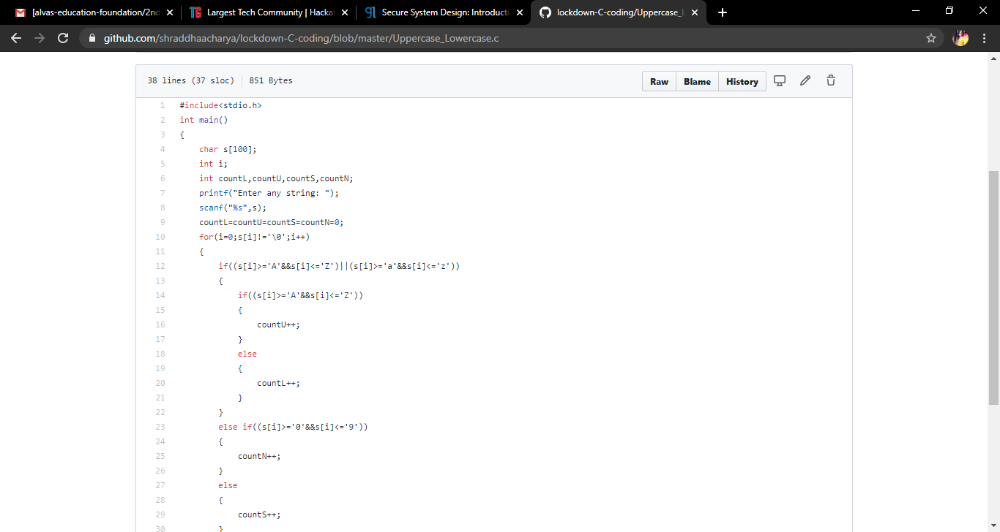 [alvas-education-foundation/2nd
Largest Tech Community | Hackat
Secure System Design: Introducti
lockdown-C-coding/Uppercase_L
github.com/shraddhaacharya/lockdown-C-coding/blob/master/Uppercase_Lowercase.c
38 lines (37 sloc) 851 Bytes
Raw Blame History
1 #include<stdio.h>
2 int main()
3 {
4 char s[100];
5 int i;
6 int countL,countU,countS,countN;
7 printf("Enter any string: ");
8 scanf("%s",s);
9 countL=countU=countS=countN=0;
10 for(i=0;s[i]!='\0';i++)
11 {
12 if((s[i]>='A'&&s[i]<='Z')||(s[i]>='a'&&s[i]<='z'))
13 {
14 if((s[i]>='A'&&s[i]<='Z'))
15 {
16 countU++;
17 }
18 else
19 {
20 countL++;
21 }
22 }
23 else if((s[i]>='0'&&s[i]<='9'))
24 {
25 countN++;
26 }
27 else
28 {
29 countS++;
30 }